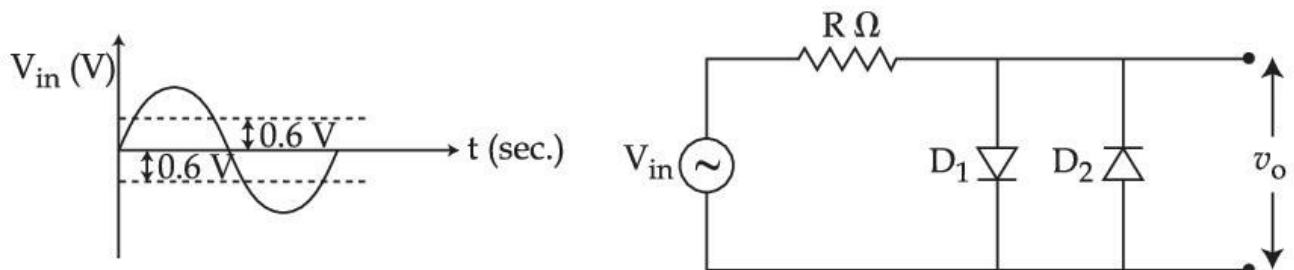 V_in (V)
0.6 V
0.6 V
t (sec.)
R Ω
V_in
D_1
D_2
v_o